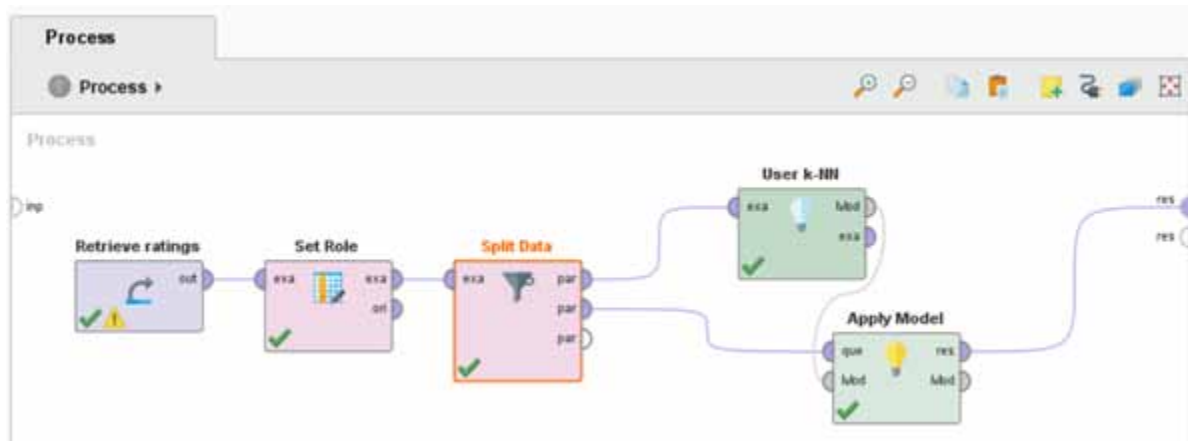 Process
Process
Process
inp
Retrieve ratings
out
Set Role
exa
exa
ori
Split Data
exa
par
par
par
User k-NN
exa
Mod
exa
Apply Model
que
res
Mod
Mod
res
res